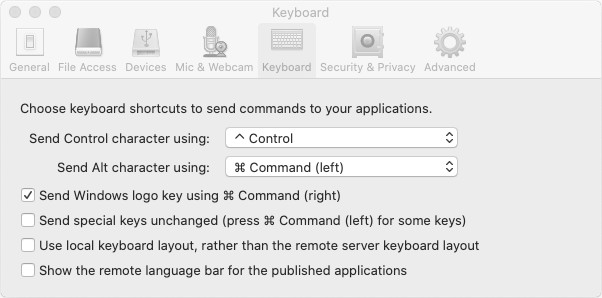 Keyboard
General File Access Devices Mic & Webcam Keyboard Security & Privacy Advanced
Choose keyboard shortcuts to send commands to your applications.
Send Control character using: ^ Control
Send Alt character using: ⌘ Command (left)
Send Windows logo key using ⌘ Command (right)
Send special keys unchanged (press ⌘ Command (left) for some keys)
Use local keyboard layout, rather than the remote server keyboard layout
Show the remote language bar for the published applications